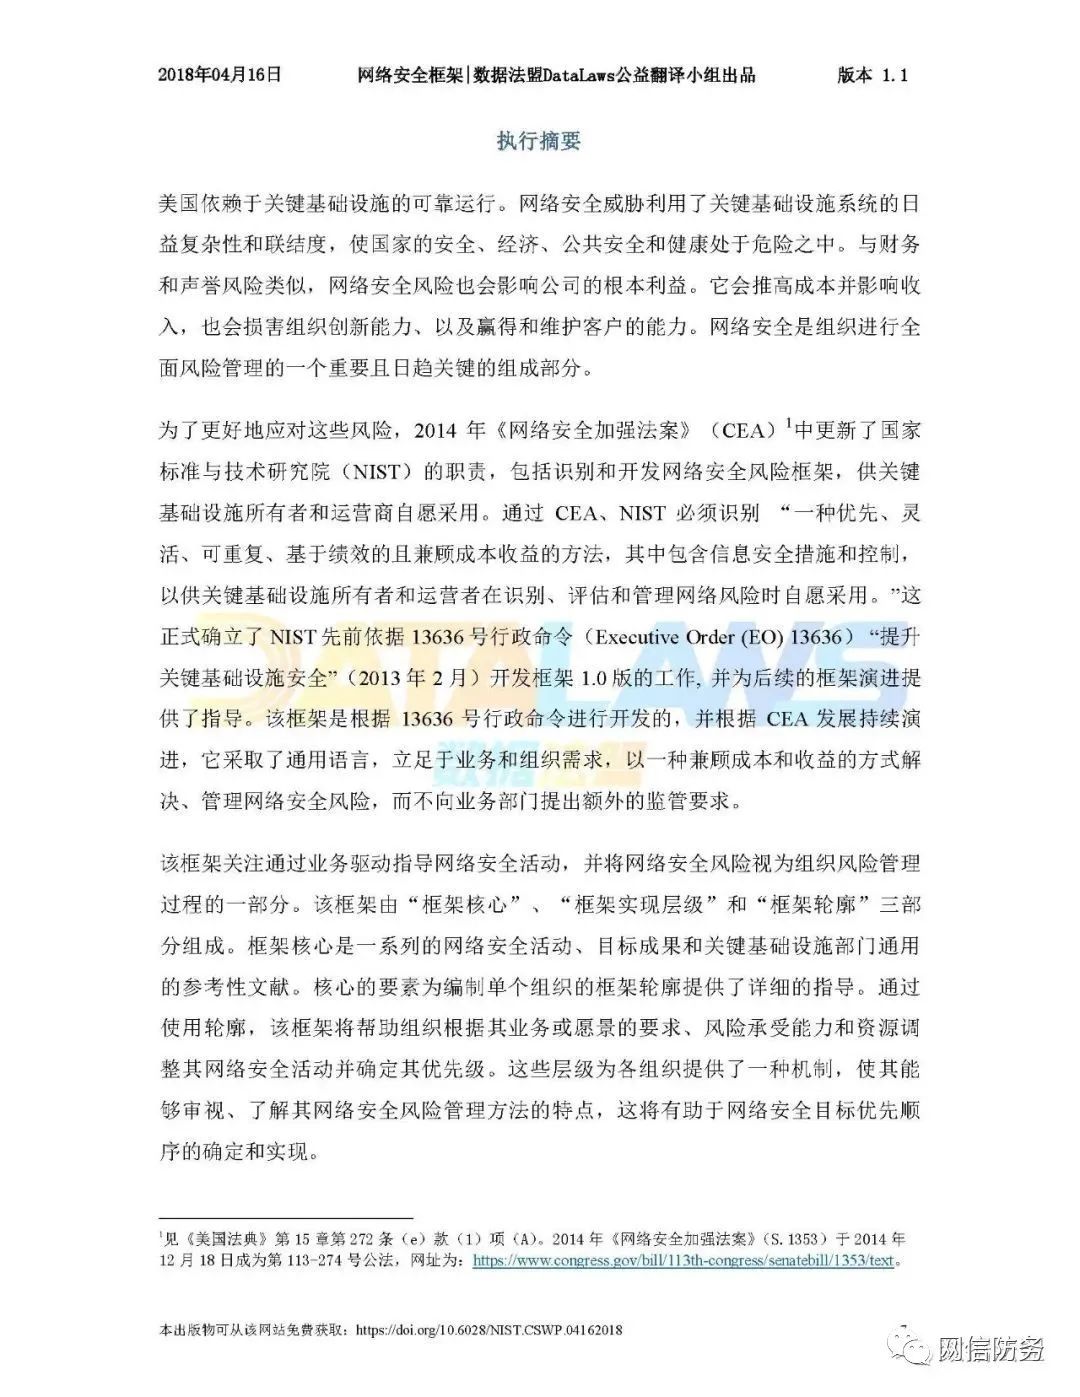 2018年04月16日 网络安全框架|数据法盟DataLaws公益翻译小组出品 版本 1.1
执行摘要
美国依赖于关键基础设施的可靠运行。网络安全威胁利用了关键基础设施系统的日
益复杂性和联结度，使国家的安全、经济、公共安全和健康处于危险之中。与财务
和声誉风险类似，网络安全风险也会影响公司的根本利益。它会推高成本并影响收
入，也会损害组织创新能力、以及赢得和维护客户的能力。网络安全是组织进行全
面风险管理的一个重要且日趋关键的组成部分。
为了更好地应对这些风险，2014 年《网络安全加强法案》（CEA）1中更新了国家
标准与技术研究院（NIST）的职责，包括识别和开发网络安全风险框架，供关键
基础设施所有者和运营商自愿采用。通过 CEA、NIST 必须识别 “一种优先、灵
活、可重复、基于绩效的且兼顾成本收益的方法，其中包含信息安全措施和控制，
以供关键基础设施所有者和运营者在识别、评估和管理网络风险时自愿采用。”这
正式确立了 NIST 先前依据 13636 号行政命令（Executive Order (EO) 13636）“提升
关键基础设施安全”（2013 年 2 月）开发框架 1.0 版的工作, 并为后续的框架演进提
供了指导。该框架是根据 13636 号行政命令进行开发的，并根据 CEA 发展持续演
进，它采取了通用语言，立足于业务和组织需求，以一种兼顾成本和收益的方式解
决、管理网络安全风险，而不向业务部门提出额外的监管要求。
DATALAWS
数据法盟
该框架关注通过业务驱动指导网络安全活动，并将网络安全风险视为组织风险管理
过程的一部分。该框架由“框架核心”、“框架实现层级”和“框架轮廓”三部
分组成。框架核心是一系列的网络安全活动、目标成果和关键基础设施部门通用
的参考性文献。核心的要素为编制单个组织的框架轮廓提供了详细的指导。通过
使用轮廓，该框架将帮助组织根据其业务或愿景的要求、风险承受能力和资源调
整其网络安全活动并确定其优先级。这些层级为各组织提供了一种机制，使其能
够审视、了解其网络安全风险管理方法的特点，这将有助于网络安全目标优先顺
序的确定和实现。
1见《美国法典》第 15 章第 272 条（e）款（1）项（A）。2014 年《网络安全加强法案》（S.1353）于 2014 年
12 月 18 日成为第 113-274 号公法，网址为：https://www.congress.gov/bill/113th-congress/senatebill/1353/text。
本出版物可从该网站免费获取：https://doi.org/10.6028/NIST.CSWP.04162018
网信防务